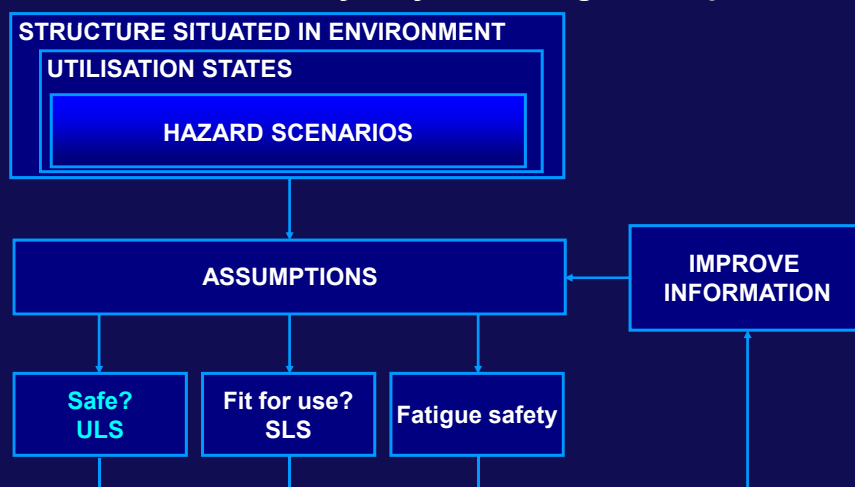 STRUCTURE SITUATED IN ENVIRONMENT
UTILISATION STATES
HAZARD SCENARIOS
ASSUMPTIONS
IMPROVE
INFORMATION
Safe?
ULS
Fit for use?
SLS
Fatigue safety